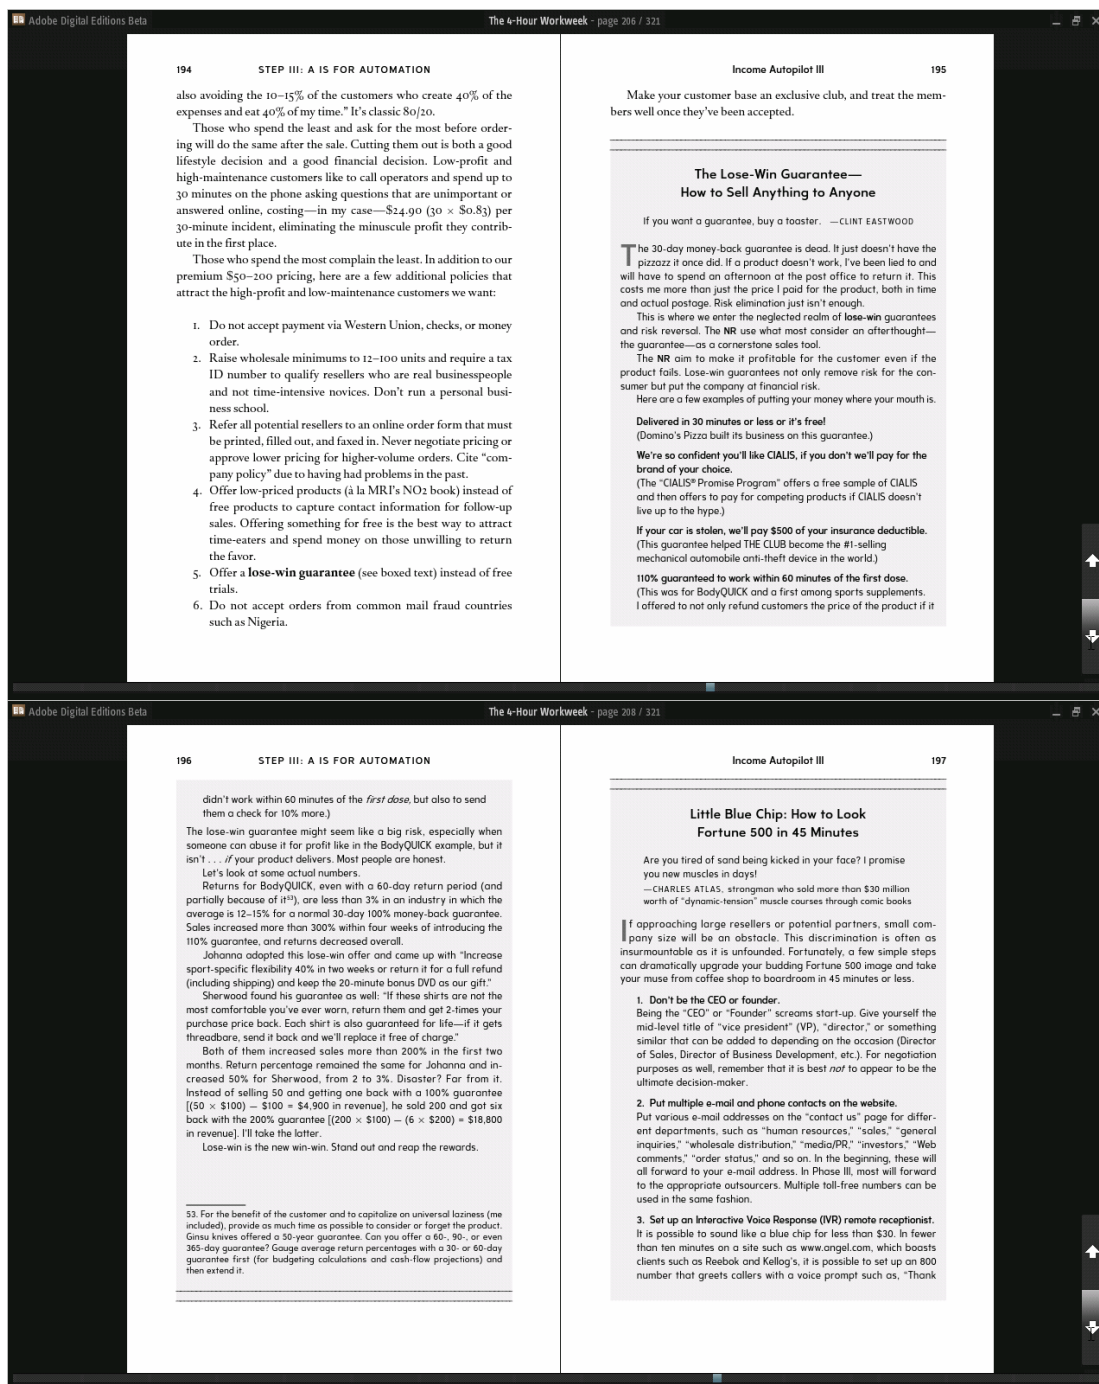 Adobe Digital Editions Beta
The 4-Hour Workweek - page 206 / 321
194 STEP III: A IS FOR AUTOMATION
also avoiding the 10–15% of the customers who create 40% of the
expenses and eat 40% of my time." It's classic 80/20.
Those who spend the least and ask for the most before order-
ing will do the same after the sale. Cutting them out is both a good
lifestyle decision and a good financial decision. Low-profit and
high-maintenance customers like to call operators and spend up to
30 minutes on the phone asking questions that are unimportant or
answered online, costing—in my case—$24.90 (30 × $0.83) per
30-minute incident, eliminating the minuscule profit they contrib-
ute in the first place.
Those who spend the most complain the least. In addition to our
premium $50–200 pricing, here are a few additional policies that
attract the high-profit and low-maintenance customers we want:
1. Do not accept payment via Western Union, checks, or money
order.
2. Raise wholesale minimums to 12–100 units and require a tax
ID number to qualify resellers who are real businesspeople
and not time-intensive novices. Don't run a personal busi-
ness school.
3. Refer all potential resellers to an online order form that must
be printed, filled out, and faxed in. Never negotiate pricing or
approve lower pricing for higher-volume orders. Cite "com-
pany policy" due to having had problems in the past.
4. Offer low-priced products (à la MRI's NO2 book) instead of
free products to capture contact information for follow-up
sales. Offering something for free is the best way to attract
time-eaters and spend money on those unwilling to return
the favor.
5. Offer a lose-win guarantee (see boxed text) instead of free
trials.
6. Do not accept orders from common mail fraud countries
such as Nigeria.
Income Autopilot III 195
Make your customer base an exclusive club, and treat the mem-
bers well once they've been accepted.
The Lose-Win Guarantee—
How to Sell Anything to Anyone
If you want a guarantee, buy a toaster. —CLINT EASTWOOD
The 30-day money-back guarantee is dead. It just doesn't have the
pizzazz it once did. If a product doesn't work, I've been lied to and
will have to spend an afternoon at the post office to return it. This
costs me more than just the price I paid for the product, both in time
and actual postage. Risk elimination just isn't enough.
This is where we enter the neglected realm of lose-win guarantees
and risk reversal. The NR use what most consider an afterthought—
the guarantee—as a cornerstone sales tool.
The NR aim to make it profitable for the customer even if the
product fails. Lose-win guarantees not only remove risk for the con-
sumer but put the company at financial risk.
Here are a few examples of putting your money where your mouth is.
Delivered in 30 minutes or less or it's free!
(Domino's Pizza built its business on this guarantee.)
We're so confident you'll like CIALIS, if you don't we'll pay for the
brand of your choice.
(The "CIALIS® Promise Program" offers a free sample of CIALIS
and then offers to pay for competing products if CIALIS doesn't
live up to the hype.)
If your car is stolen, we'll pay $500 of your insurance deductible.
(This guarantee helped THE CLUB become the #1-selling
mechanical automobile anti-theft device in the world.)
110% guaranteed to work within 60 minutes of the first dose.
(This was for BodyQUICK and a first among sports supplements.
I offered to not only refund customers the price of the product if it
Adobe Digital Editions Beta
The 4-Hour Workweek - page 208 / 321
196 STEP III: A IS FOR AUTOMATION
didn't work within 60 minutes of the first dose, but also to send
them a check for 10% more.)
The lose-win guarantee might seem like a big risk, especially when
someone can abuse it for profit like in the BodyQUICK example, but it
isn't . . . if your product delivers. Most people are honest.
Let's look at some actual numbers.
Returns for BodyQUICK, even with a 60-day return period (and
partially because of it53), are less than 3% in an industry in which the
average is 12–15% for a normal 30-day 100% money-back guarantee.
Sales increased more than 300% within four weeks of introducing the
110% guarantee, and returns decreased overall.
Johanna adopted this lose-win offer and came up with "Increase
sport-specific flexibility 40% in two weeks or return it for a full refund
(including shipping) and keep the 20-minute bonus DVD as our gift."
Sherwood found his guarantee as well: "If these shirts are not the
most comfortable you've ever worn, return them and get 2-times your
purchase price back. Each shirt is also guaranteed for life—if it gets
threadbare, send it back and we'll replace it free of charge."
Both of them increased sales more than 200% in the first two
months. Return percentage remained the same for Johanna and in-
creased 50% for Sherwood, from 2 to 3%. Disaster? Far from it.
Instead of selling 50 and getting one back with a 100% guarantee
[(50 × $100) – $100 = $4,900 in revenue], he sold 200 and got six
back with the 200% guarantee [(200 × $100) – (6 × $200) = $18,800
in revenue]. I'll take the latter.
Lose-win is the new win-win. Stand out and reap the rewards.
53. For the benefit of the customer and to capitalize on universal laziness (me
included), provide as much time as possible to consider or forget the product.
Ginsu knives offered a 50-year guarantee. Can you offer a 60-, 90-, or even
365-day guarantee? Gauge average return percentages with a 30- or 60-day
guarantee first (for budgeting calculations and cash-flow projections) and
then extend it.
Income Autopilot III 197
Little Blue Chip: How to Look
Fortune 500 in 45 Minutes
Are you tired of sand being kicked in your face? I promise
you new muscles in days!
—CHARLES ATLAS, strongman who sold more than $30 million
worth of "dynamic-tension" muscle courses through comic books
If approaching large resellers or potential partners, small com-
pany size will be an obstacle. This discrimination is often as
insurmountable as it is unfounded. Fortunately, a few simple steps
can dramatically upgrade your budding Fortune 500 image and take
your muse from coffee shop to boardroom in 45 minutes or less.
1. Don't be the CEO or founder.
Being the "CEO" or "Founder" screams start-up. Give yourself the
mid-level title of "vice president" (VP), "director," or something
similar that can be added to depending on the occasion (Director
of Sales, Director of Business Development, etc.). For negotiation
purposes as well, remember that it is best not to appear to be the
ultimate decision-maker.
2. Put multiple e-mail and phone contacts on the website.
Put various e-mail addresses on the "contact us" page for differ-
ent departments, such as "human resources," "sales," "general
inquiries," "wholesale distribution," "media/PR," "investors," "Web
comments," "order status," and so on. In the beginning, these will
all forward to your e-mail address. In Phase III, most will forward
to the appropriate outsourcers. Multiple toll-free numbers can be
used in the same fashion.
3. Set up an Interactive Voice Response (IVR) remote receptionist.
It is possible to sound like a blue chip for less than $30. In fewer
than ten minutes on a site such as www.angel.com, which boasts
clients such as Reebok and Kellog's, it is possible to set up an 800
number that greets callers with a voice prompt such as, "Thank